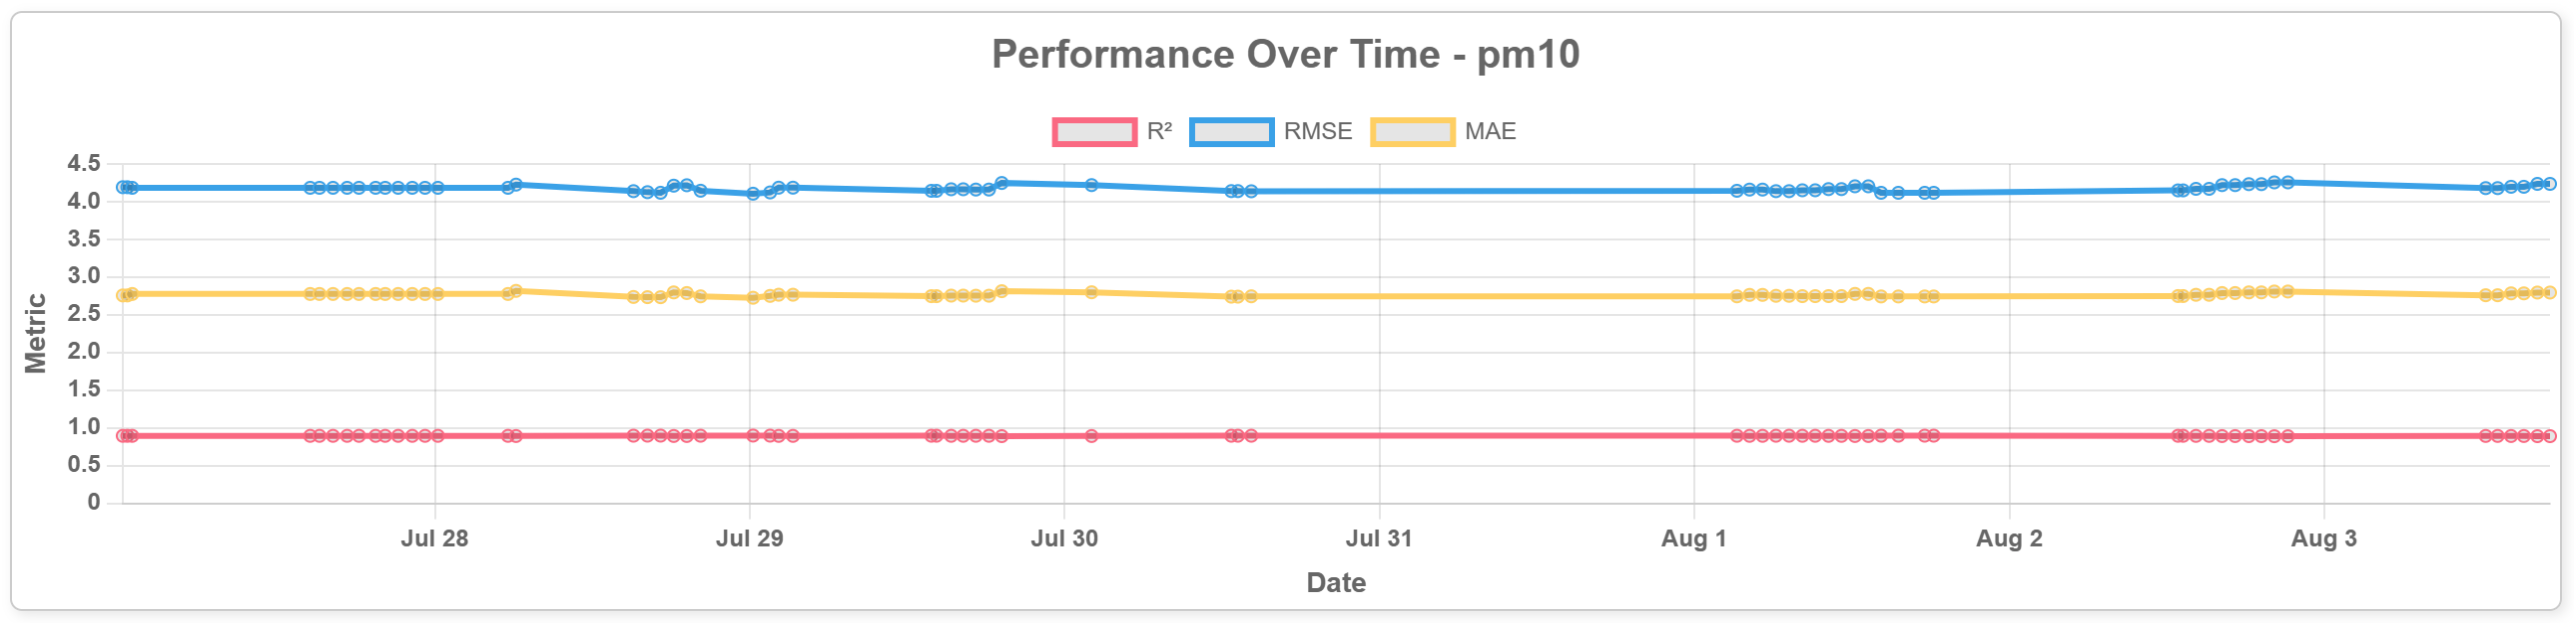 Performance Over Time - pm10
R² RMSE MAE
4.5
4.0
3.5
3.0
2.5
2.0
1.5
1.0
0.5
0
Metric
Jul 28 Jul 29 Jul 30 Jul 31 Aug 1 Aug 2 Aug 3
Date